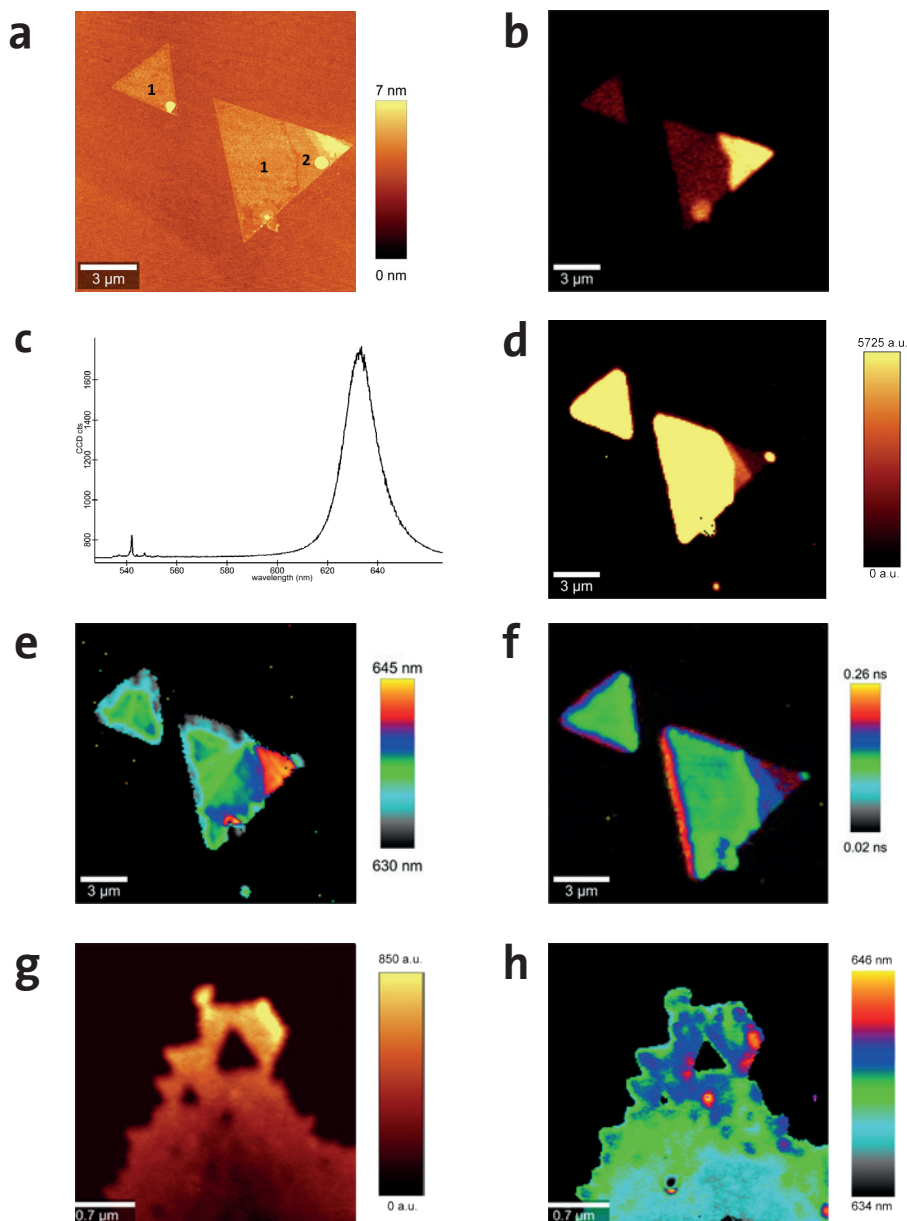 a
b
1
1
2
7 nm
0 nm
3 µm
3 µm
c
d
CCD cts
1600
1400
1200
1000
800
540
560
580
600
620
640
wavelength (nm)
5725 a.u.
0 a.u.
3 µm
e
f
645 nm
630 nm
3 µm
0.26 ns
0.02 ns
3 µm
g
h
850 a.u.
0 a.u.
0.7 µm
646 nm
634 nm
0.7 µm